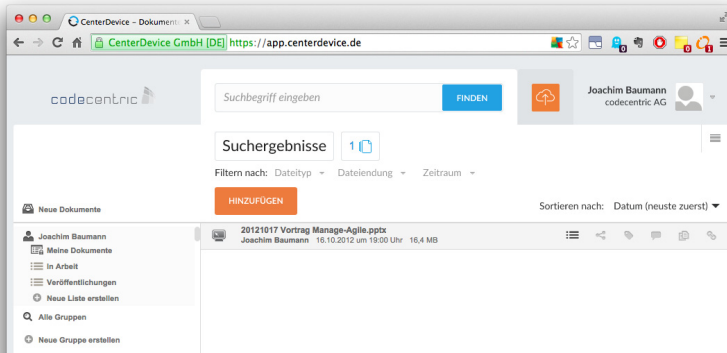 CenterDevice – Dokumente
CenterDevice GmbH [DE] https://app.centerdevice.de
codecentric
Suchbegriff eingeben
FINDEN
Joachim Baumann
codecentric AG
Suchergebnisse
1
Filtern nach: Dateityp Dateiendung Zeitraum
HINZUFÜGEN
Sortieren nach: Datum (neuste zuerst)
Neue Dokumente
Joachim Baumann
Meine Dokumente
In Arbeit
Veröffentlichungen
Neue Liste erstellen
Alle Gruppen
Neue Gruppe erstellen
20121017 Vortrag Manage-Agile.pptx
Joachim Baumann 16.10.2012 um 19:00 Uhr 16,4 MB